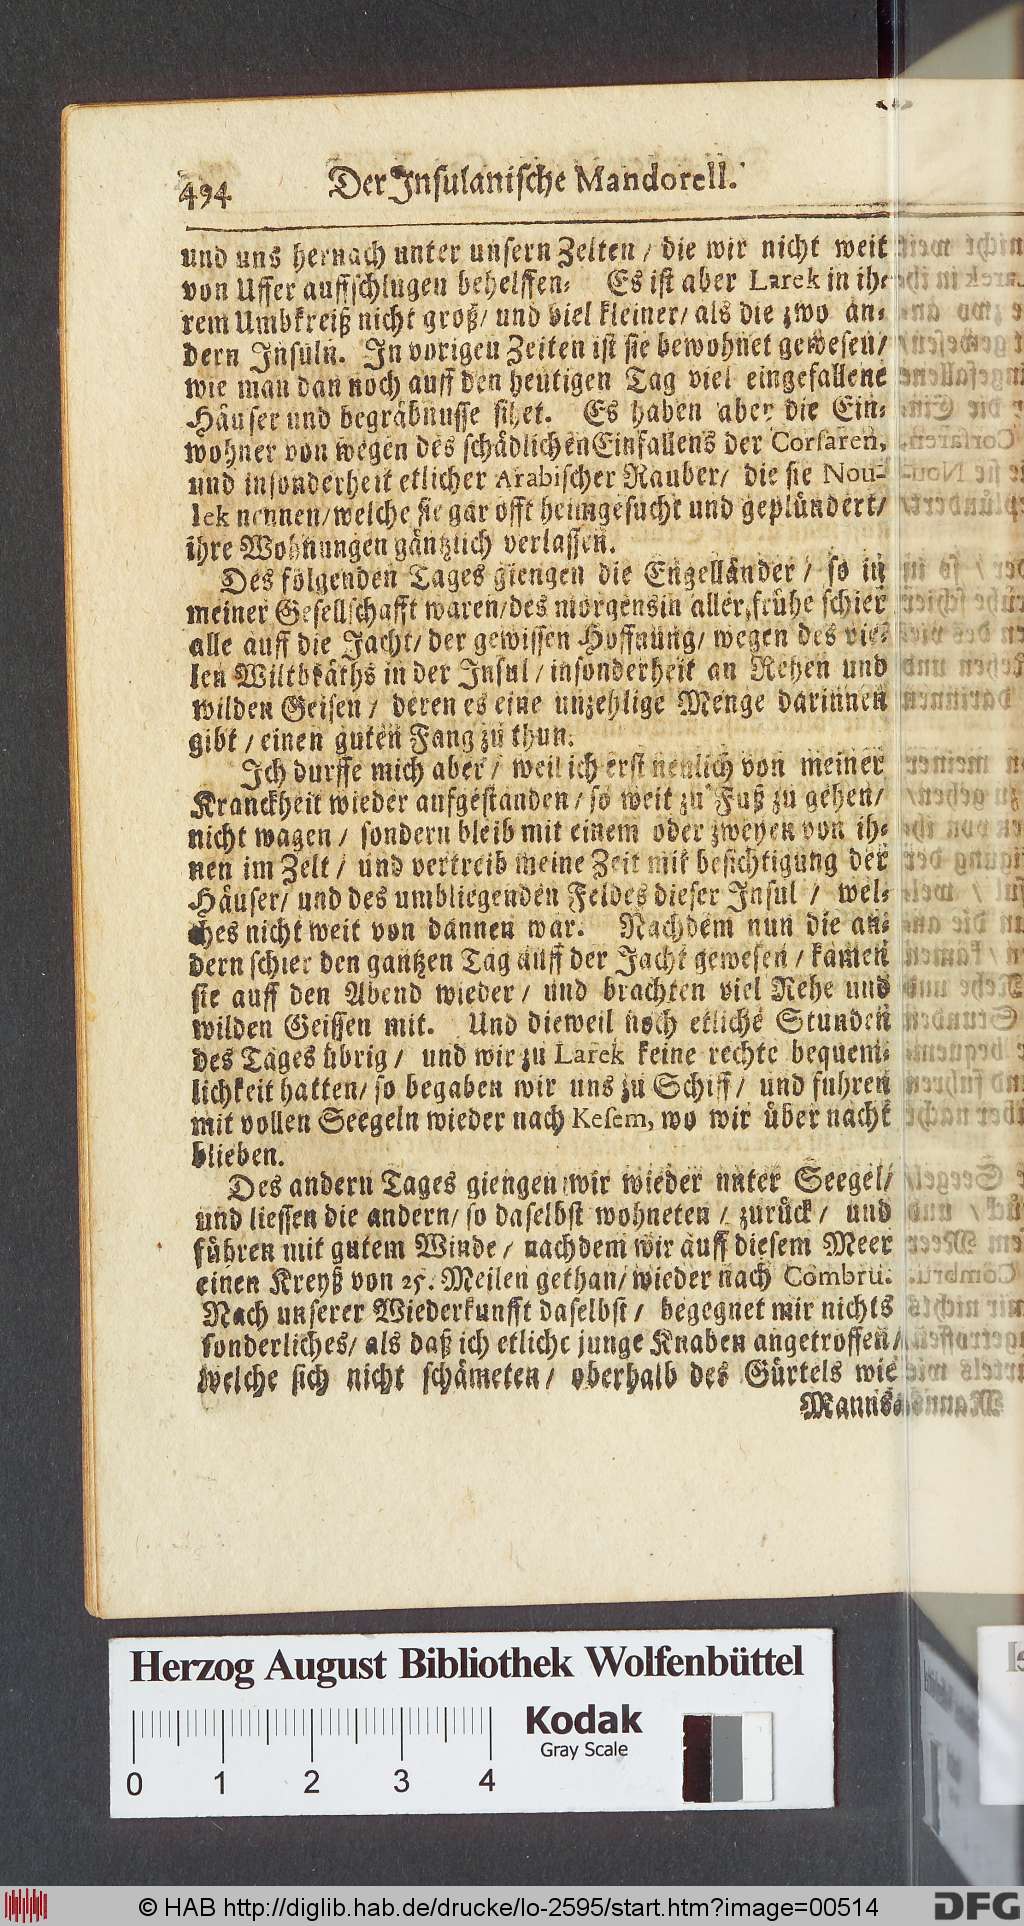 494 Der Insulanische Mandorell.
und uns hernach unter unsern Zelten / die wir nicht weit
von Uffer auffschlugen behelffen. Es ist aber Larek in ih-
rem Umbkreiß nicht groß / und viel kleiner / als die zwo an-
dern Insuln. In vorigen Zeiten ist sie bewohnet gewesen /
wie man dan noch auff den heutigen Tag viel eingefallene
Häuser und begräbnusse sihet. Es haben aber die Ein-
wohner von wegen des schädlichen Einfallens der Corsaren,
und insonderheit etlicher Arabischer Rauber / die sie Nou-
lek nennen / welche sie gar offt heimgesucht und geplündert /
ihre Wohnungen gäntzlich verlassen.
Des folgenden Tages giengen die Engelländer / so in
meiner Gesellschafft waren / des morgens in aller frühe schier
alle auff die Jacht / der gewissen Hoffnung / wegen des vie-
len Wiltbräths in der Insul / insonderheit an Rehen und
wilden Geisen / deren es eine unzehlige Menge darinnen
gibt / einen guten Fang zu thun.
Ich durffe mich aber / weil ich erst neulich von meiner
Kranckheit wieder aufgestanden / so weit zu Fuß zu gehen /
nicht wagen / sondern bleib mit einem oder zweyen von ih-
nen im Zelt / und vertreib meine Zeit mit besichtigung der
Häuser / und des umbliegenden Feldes dieser Insul / wel-
ches nicht weit von dannen war. Nachdem nun die an-
dern schier den gantzen Tag auff der Jacht gewesen / kamen
sie auff den Abend wieder / und brachten viel Rehe und
wilden Geissen mit. Und dieweil noch etliche Stunden
des Tages übrig / und wir zu Larek keine rechte bequem-
lichkeit hatten / so begaben wir uns zu Schiff / und fuhren
mit vollen Seegeln wieder nach Kesem, wo wir über nacht
blieben.
Des andern Tages giengen wir wieder unter Seegel /
und liessen die andern / so daselbst wohneten / zurück / und
führen mit gutem Winde / nachdem wir auff diesem Meer
einen Kreyß von 25. Meilen gethan / wieder nach Combru.
Nach unserer Wiederkunfft daselbst / begegnet mir nichts
sonderliches / als daß ich etliche junge Knaben angetroffen /
welche sich nicht schämeten / oberhalb des Gürtels wie
Manns-
Herzog August Bibliothek Wolfenbüttel
Kodak
Gray Scale
0 1 2 3 4
© HAB http://diglib.hab.de/drucke/lo-2595/start.htm?image=00514
DFG